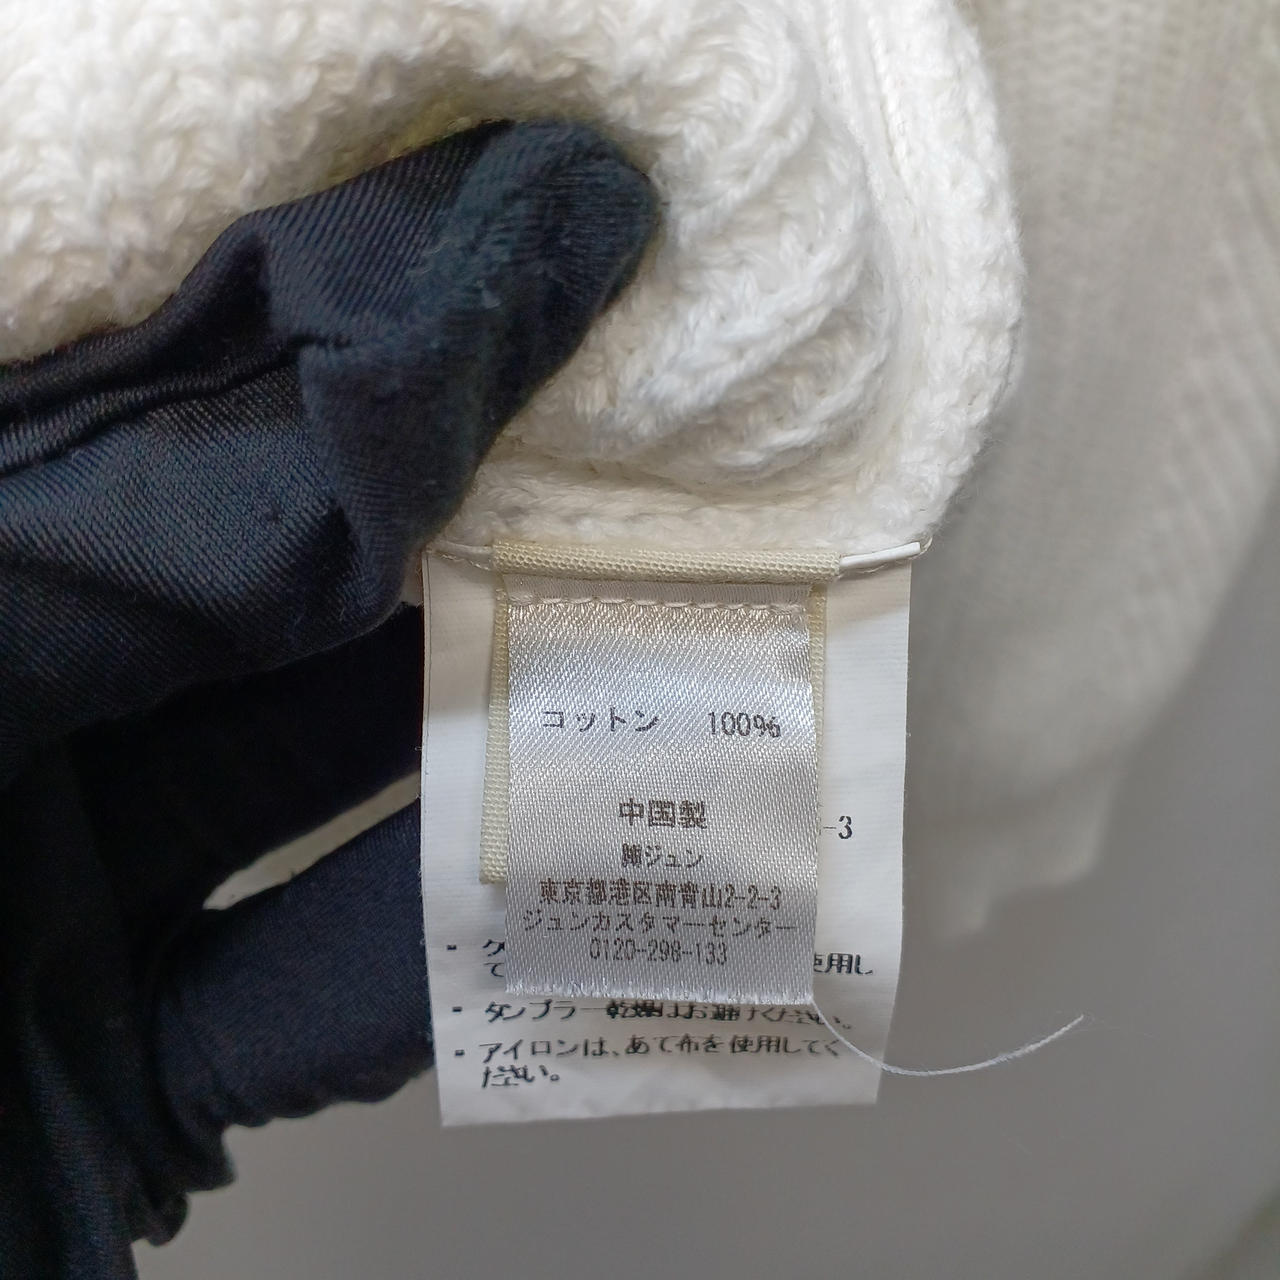 コットン 100%
中国製
㈱ジュン
東京都港区南青山2-2-3
ジュンカスタマーセンター
0120-298-133
-3
・ク
て 使用し
・タンブラー乾燥はお避けください。
・アイロンは、あて布を使用してく
ださい。